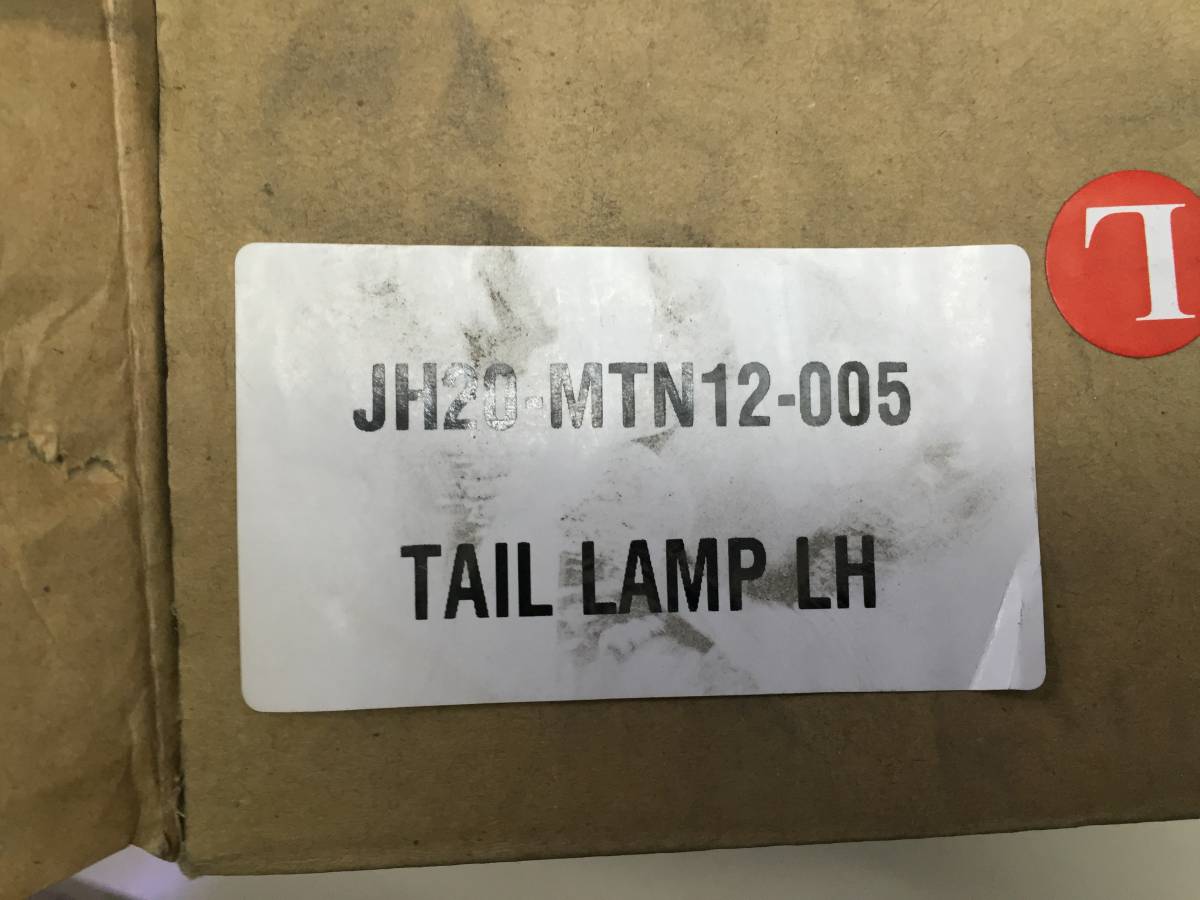 JH20-MTN12-005
TAIL LAMP LH
L